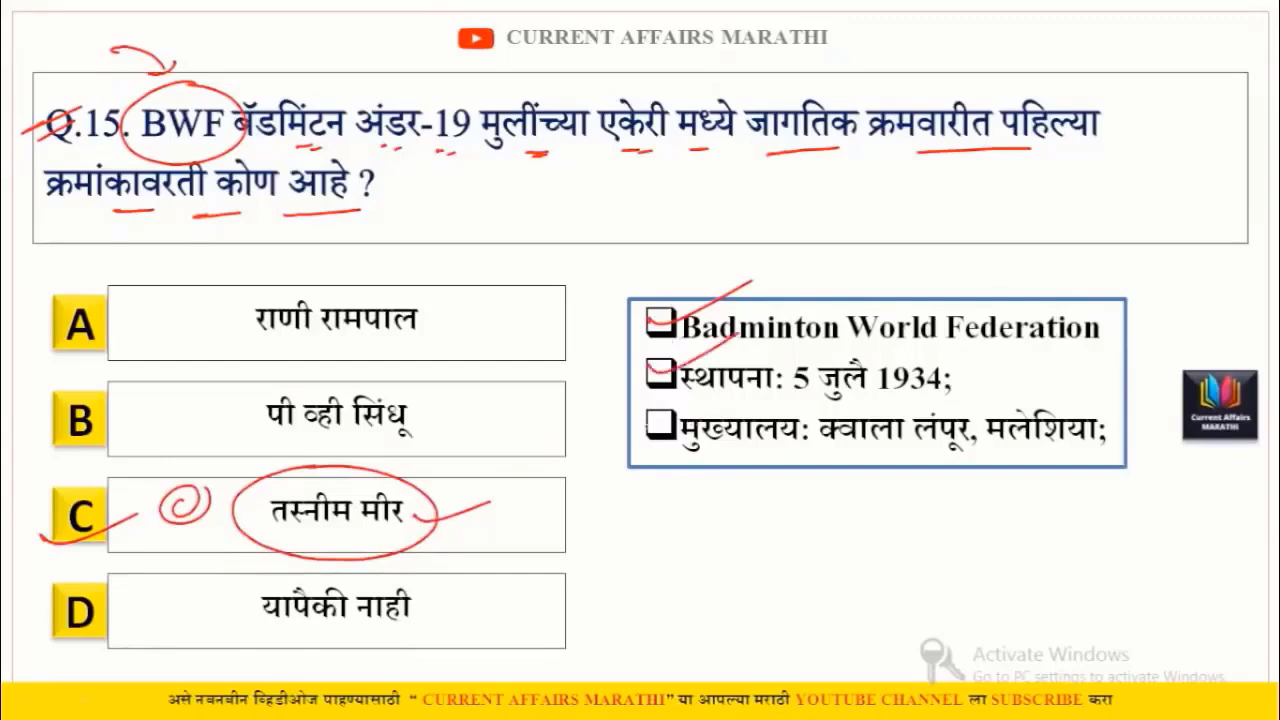 CURRENT AFFAIRS MARATHI
Q.15. BWF बॅडमिंटन अंडर-19 मुलींच्या एकेरी मध्ये जागतिक क्रमवारीत पहिल्या
क्रमांकावरती कोण आहे ?
A राणी रामपाल
B पी व्ही सिंधू
C तस्नीम मीर
D यापैकी नाही
Badminton World Federation
स्थापना: 5 जुलै 1934;
मुख्यालय: क्वाला लंपूर, मलेशिया;
Current Affairs
MARATHI
Activate Windows
Go to PC settings to activate Windows.
असे नवनवीन व्हिडीओज पाहण्यासाठी “ CURRENT AFFAIRS MARATHI” या आपल्या मराठी YOUTUBE CHANNEL ला SUBSCRIBE करा